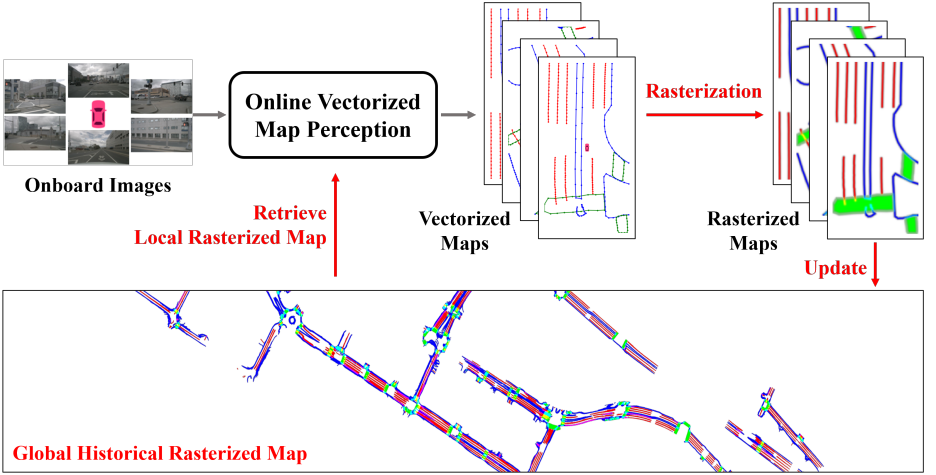 Onboard Images
Online Vectorized
Map Perception
Vectorized
Maps
Rasterization
Rasterized
Maps
Retrieve
Local Rasterized Map
Update
Global Historical Rasterized Map